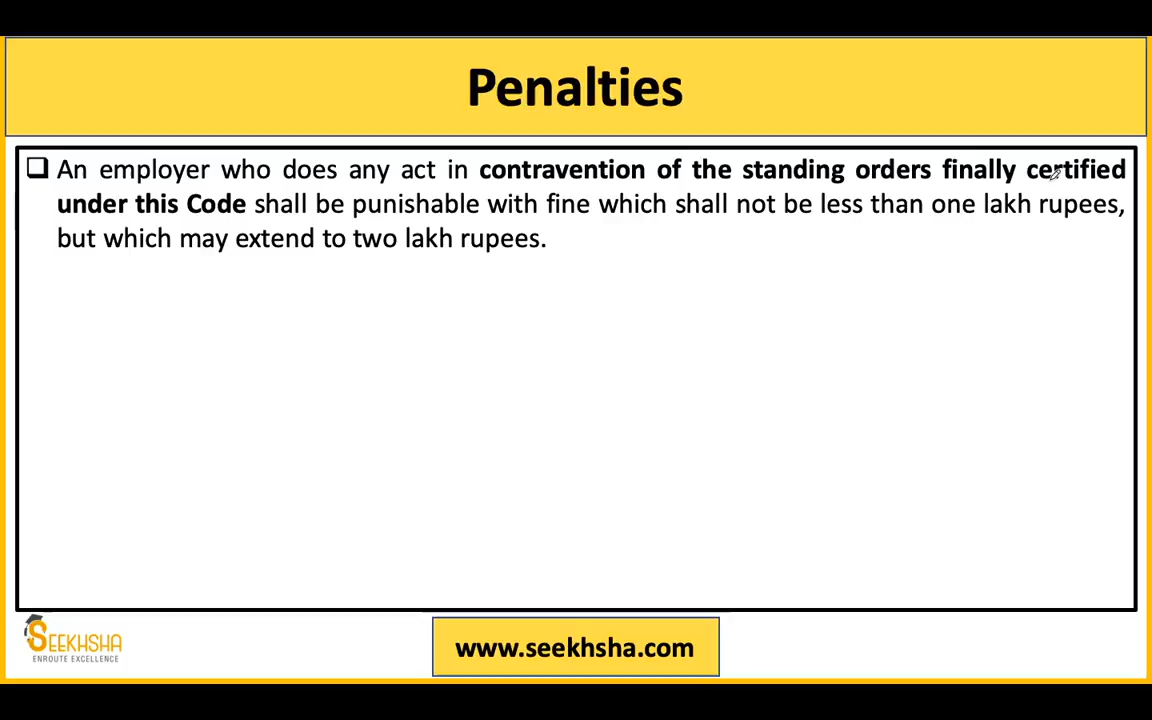 Penalties
❑ An employer who does any act in contravention of the standing orders finally certified
under this Code shall be punishable with fine which shall not be less than one lakh rupees,
but which may extend to two lakh rupees.
SEEKHSHA
ENROUTE EXCELLENCE
www.seekhsha.com